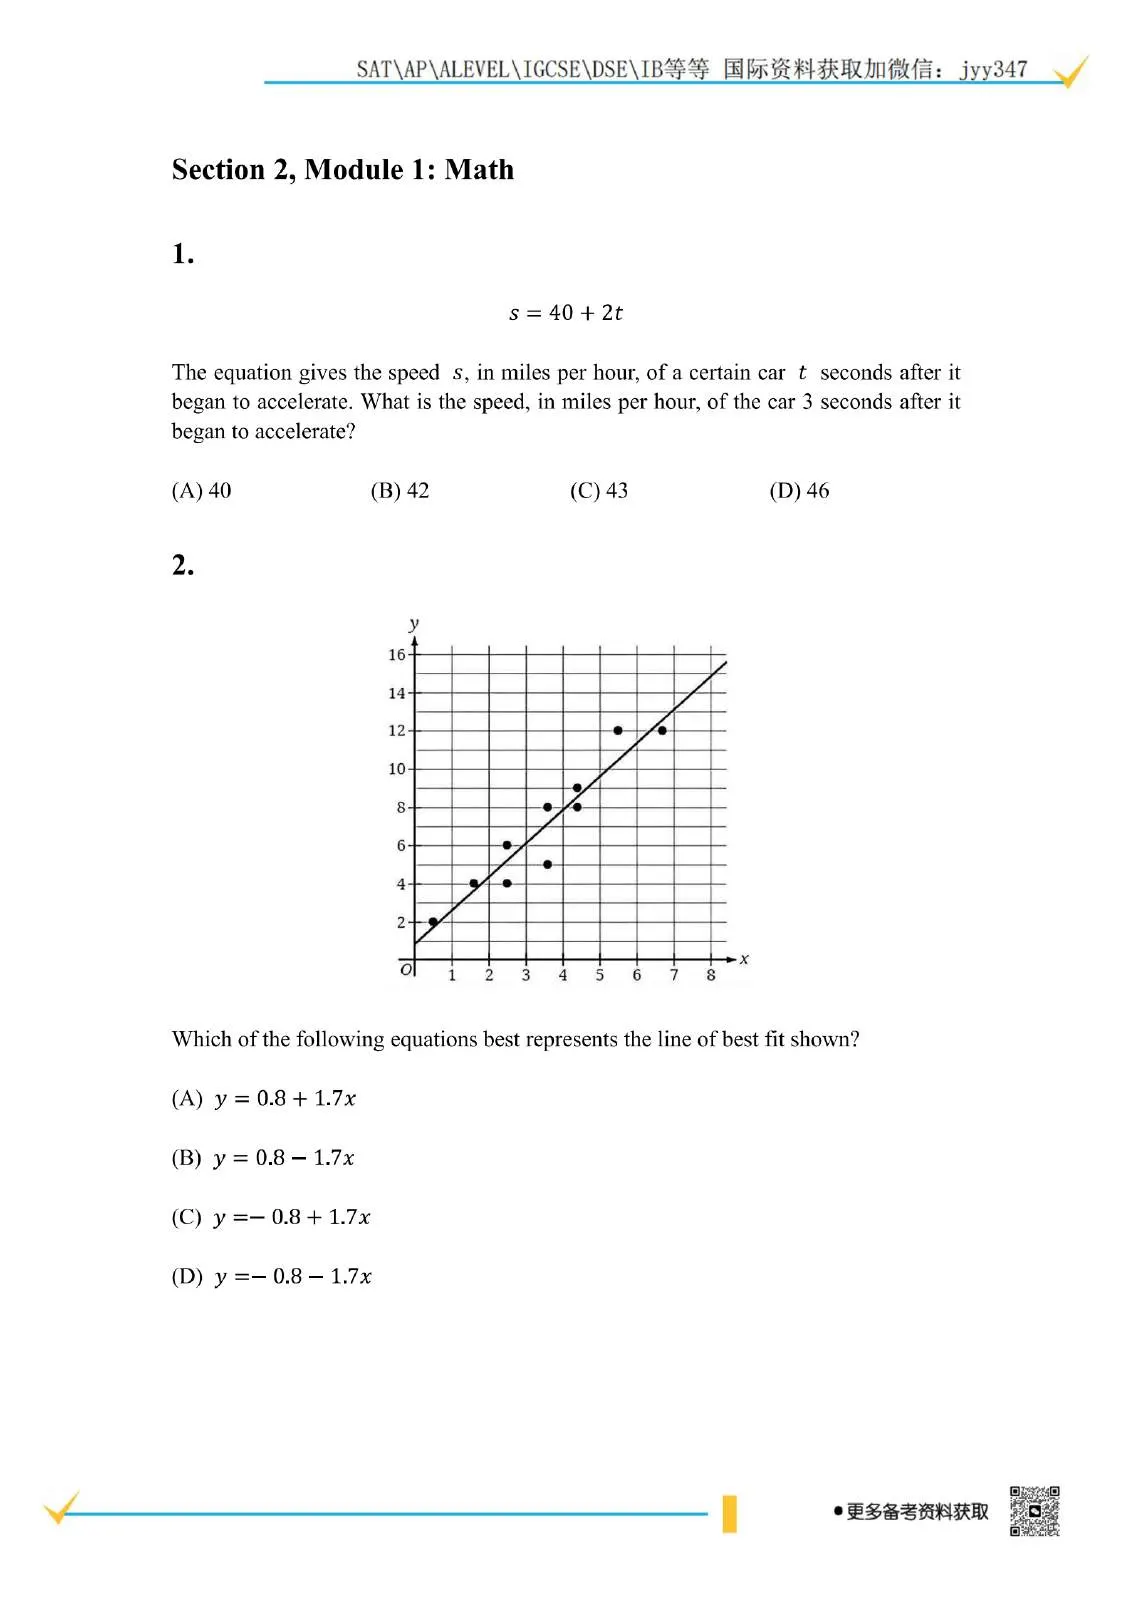 SAT\AP\ALEVEL\IGCSE\DSE\IB等等 国际资料获取加微信：jyy347
Section 2, Module 1: Math
1.
s = 40 + 2t
The equation gives the speed s, in miles per hour, of a certain car t seconds after it
began to accelerate. What is the speed, in miles per hour, of the car 3 seconds after it
began to accelerate?
(A) 40 (B) 42 (C) 43 (D) 46
2.
y
16
14
12
10
8
6
4
2
O 1 2 3 4 5 6 7 8 x
Which of the following equations best represents the line of best fit shown?
(A) y = 0.8 + 1.7x
(B) y = 0.8 − 1.7x
(C) y =− 0.8 + 1.7x
(D) y =− 0.8 − 1.7x
●更多备考资料获取